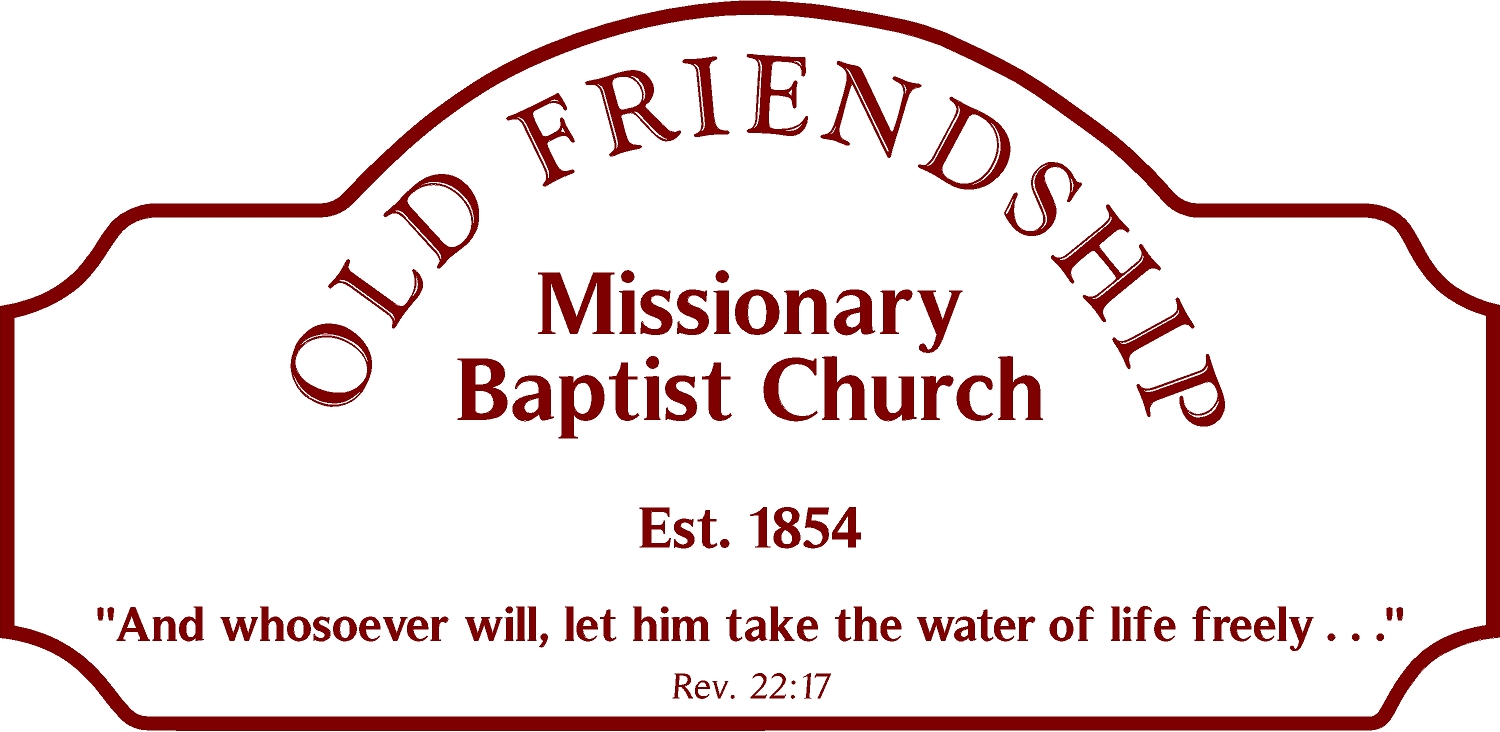 OLD FRIENDSHIP
Missionary
Baptist Church
Est. 1854
"And whosoever will, let him take the water of life freely . . ."
Rev. 22:17